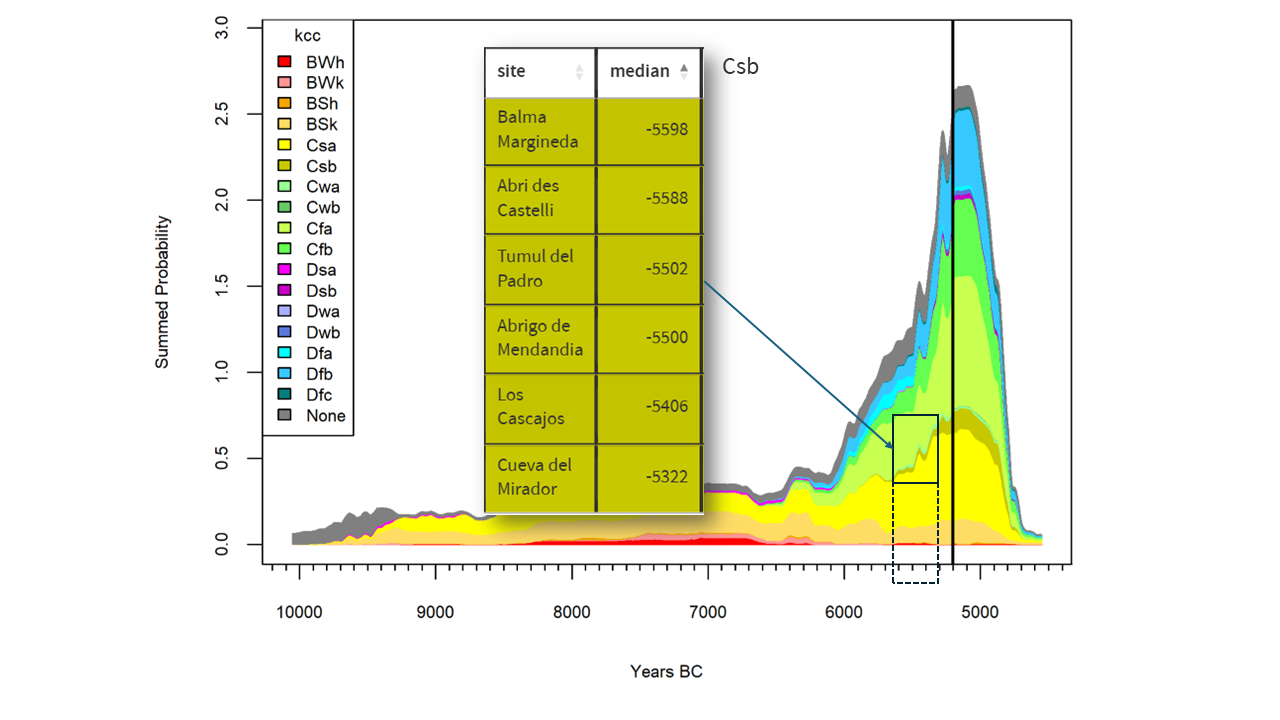 3.0
2.5
2.0
1.5
1.0
0.5
0.0
Summed Probability
kcc
BWh
BWk
BSh
BSk
Csa
Csb
Cwa
Cwb
Cfa
Cfb
Dsa
Dsb
Dwa
Dwb
Dfa
Dfb
Dfc
None
site median
Balma
Margineda -5598
Abri des
Castelli -5588
Tumul del
Padro -5502
Abrigo de
Mendandia -5500
Los
Cascajos -5406
Cueva del
Mirador -5322
Csb
10000 9000 8000 7000 6000 5000
Years BC